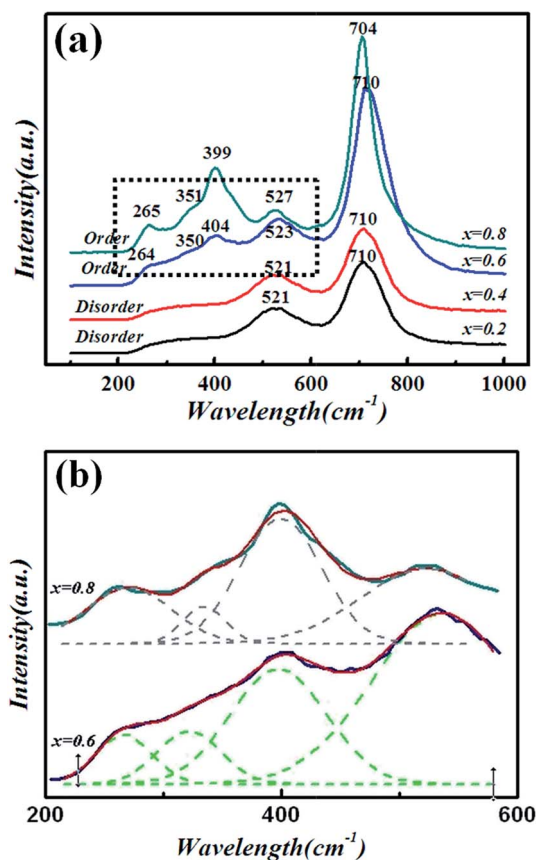 (a)
704
710
399
351
265
527
Order
264
350
404
523
Order
x=0.8
x=0.6
710
521
Disorder
x=0.4
710
521
Disorder
x=0.2
Intensity(a.u.)
200 400 600 800 1000
Wavelength(cm⁻¹)
(b)
x=0.8
x=0.6
Intensity(a.u.)
200 400 600
Wavelength(cm⁻¹)